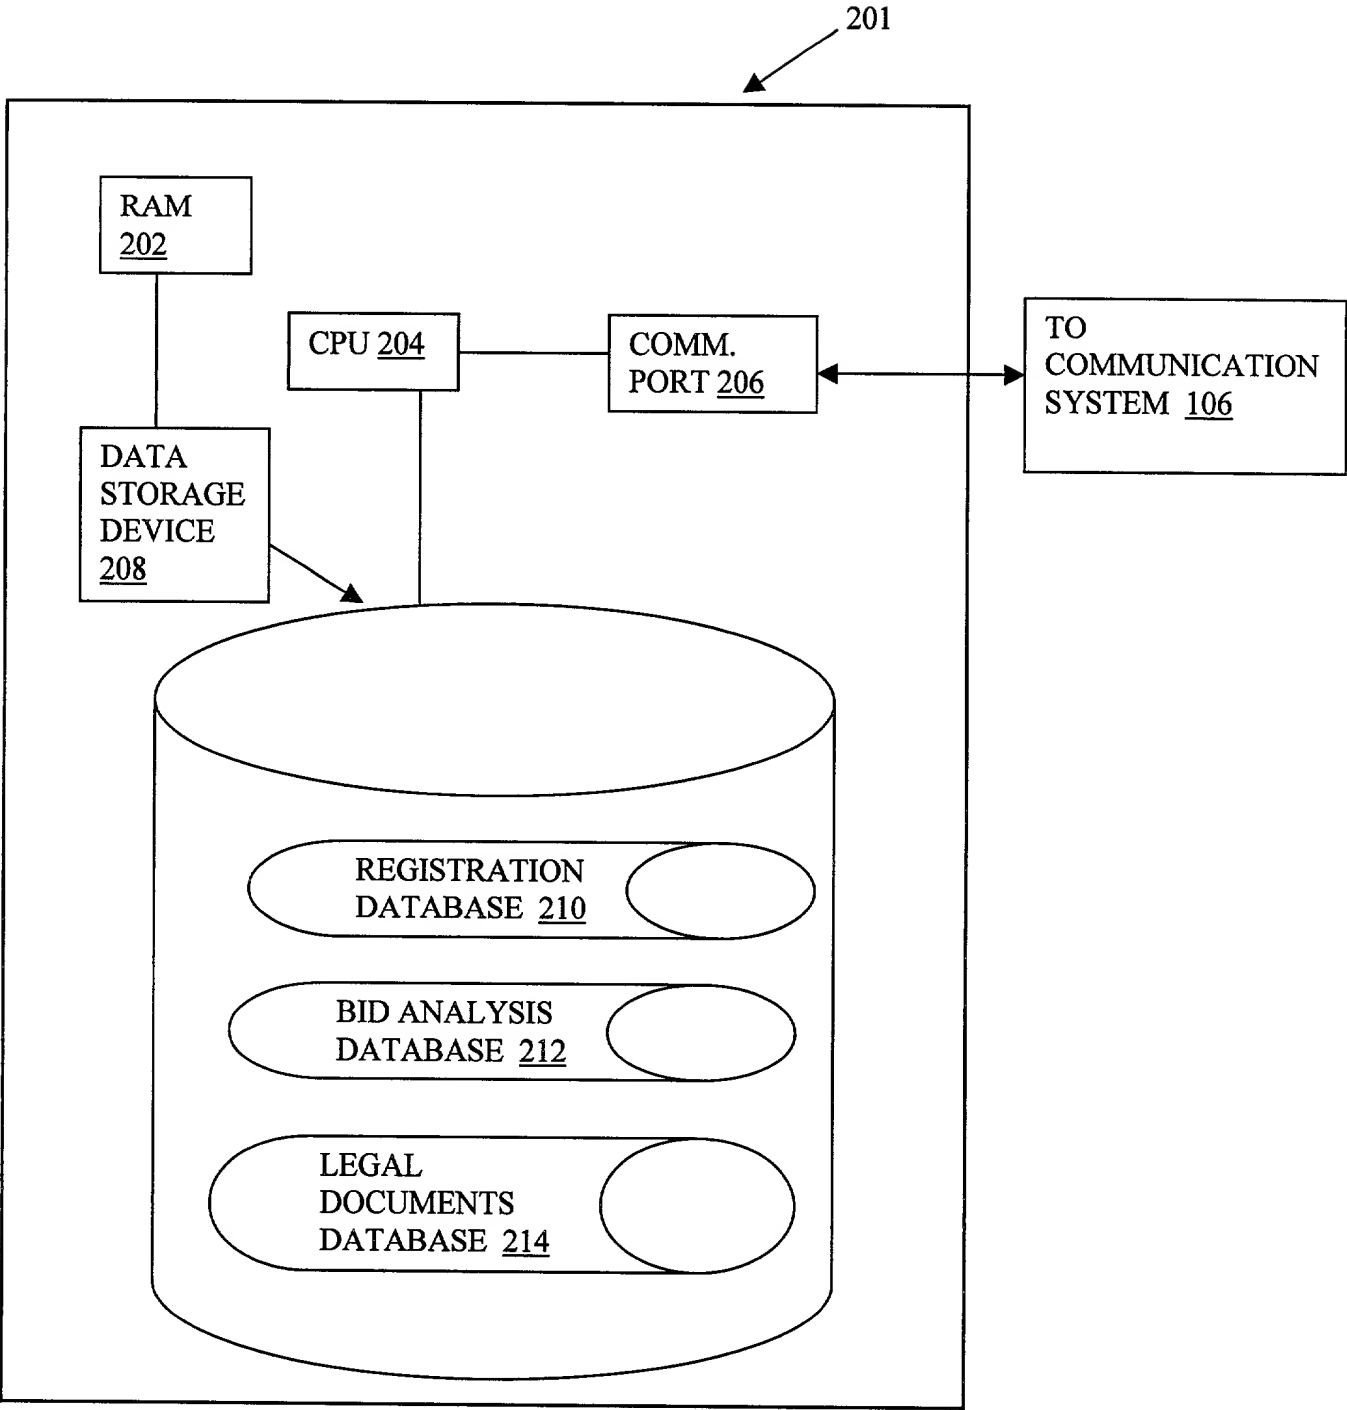 201
RAM
202
CPU 204
COMM.
PORT 206
TO
COMMUNICATION
SYSTEM 106
DATA
STORAGE
DEVICE
208
REGISTRATION
DATABASE 210
BID ANALYSIS
DATABASE 212
LEGAL
DOCUMENTS
DATABASE 214